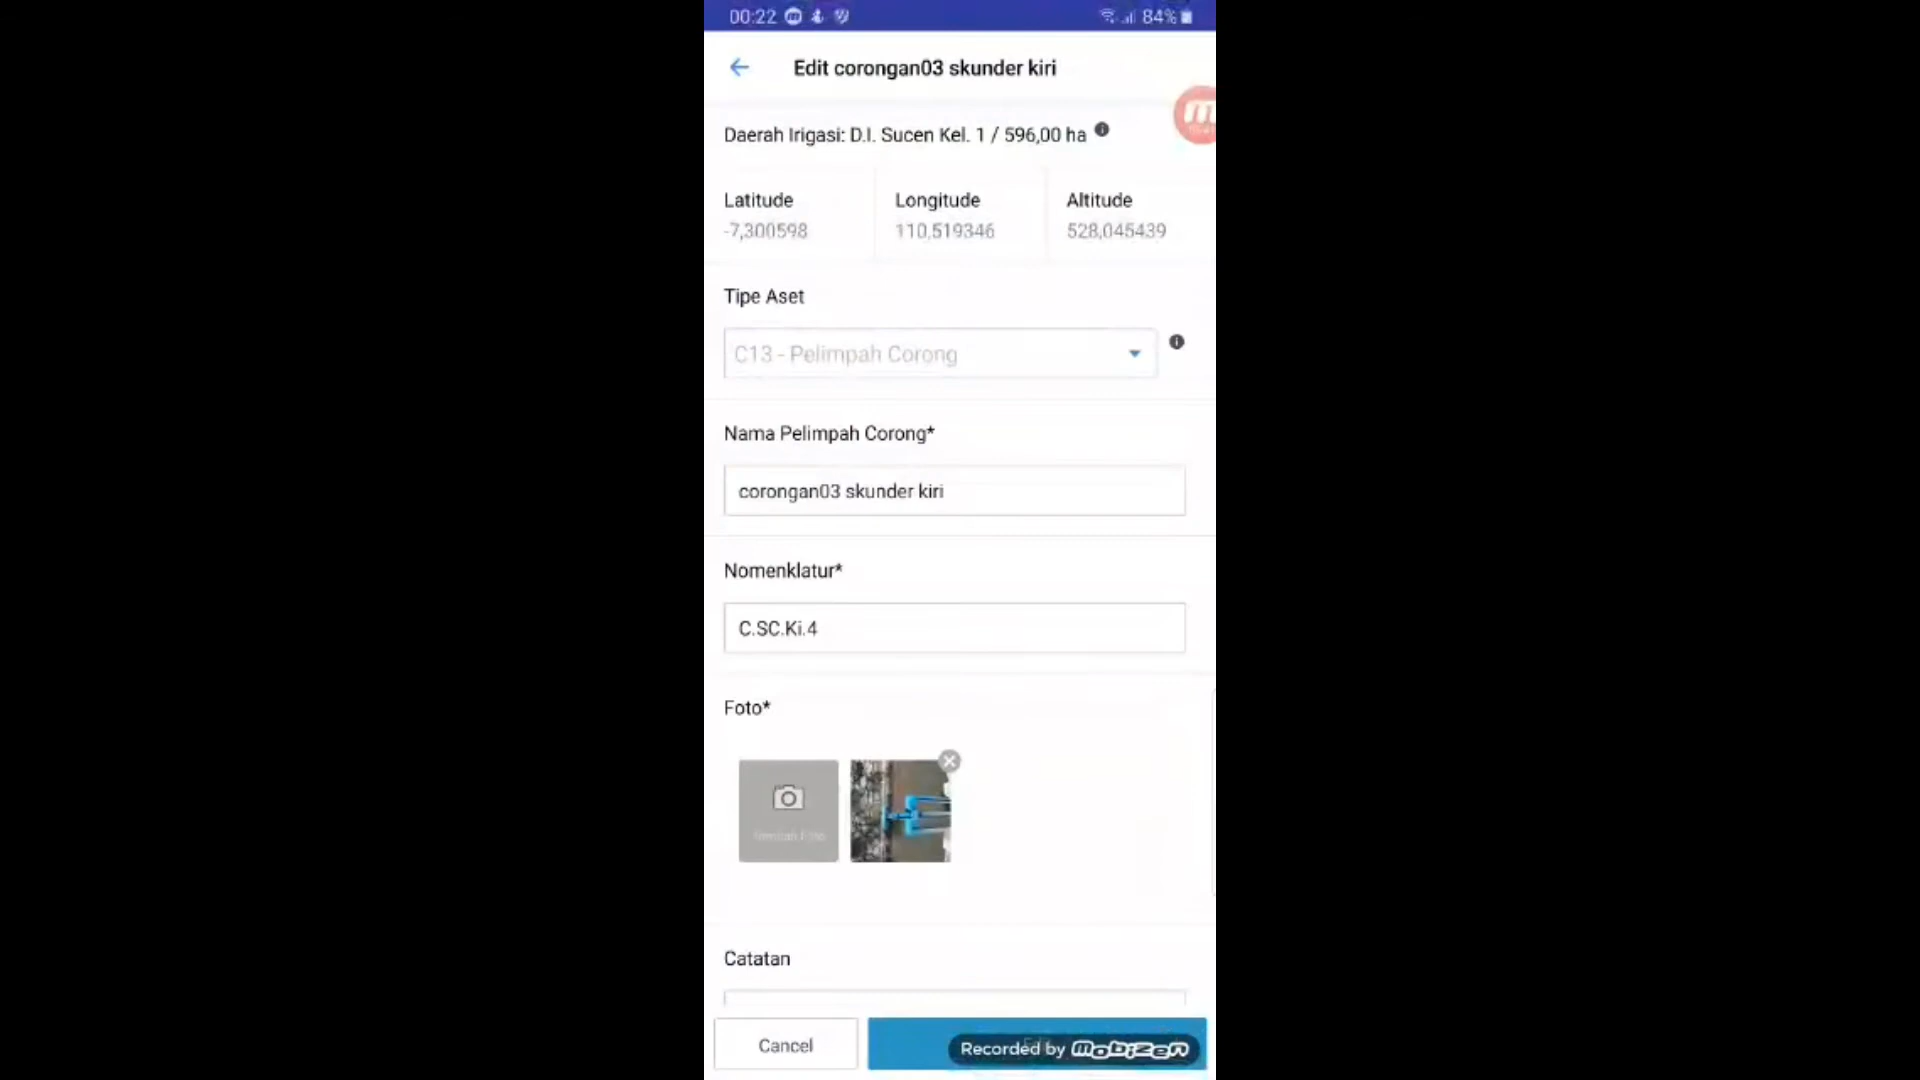 00:22 84%
Edit corongan03 skunder kiri
Daerah Irigasi: D.I. Sucen Kel. 1 / 596,00 ha
Latitude Longitude Altitude
-7,300598 110,519346 528,045439
Tipe Aset
C13 - Pelimpah Corong
Nama Pelimpah Corong*
corongan03 skunder kiri
Nomenklatur*
C.SC.Ki.4
Foto*
Catatan
Cancel
Recorded by mobizen